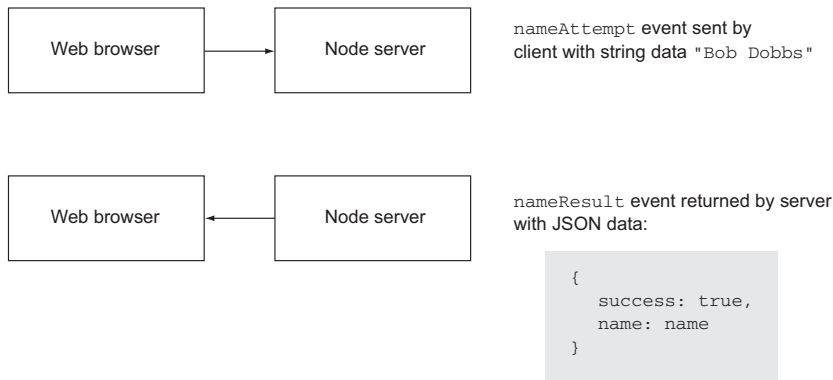 Web browser
Node server
nameAttempt event sent by
client with string data "Bob Dobbs"
Web browser
Node server
nameResult event returned by server
with JSON data:
{
success: true,
name: name
}